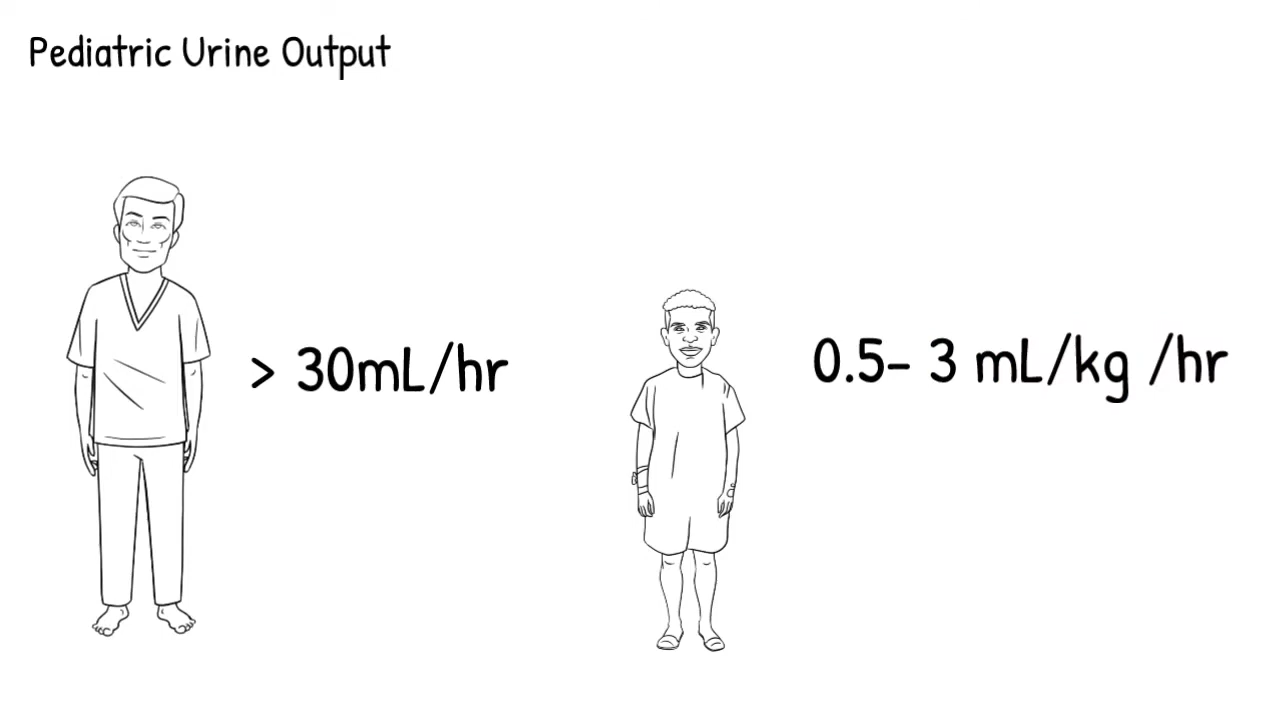 Pediatric Urine Output
> 30mL/hr
0.5- 3 mL/kg /hr